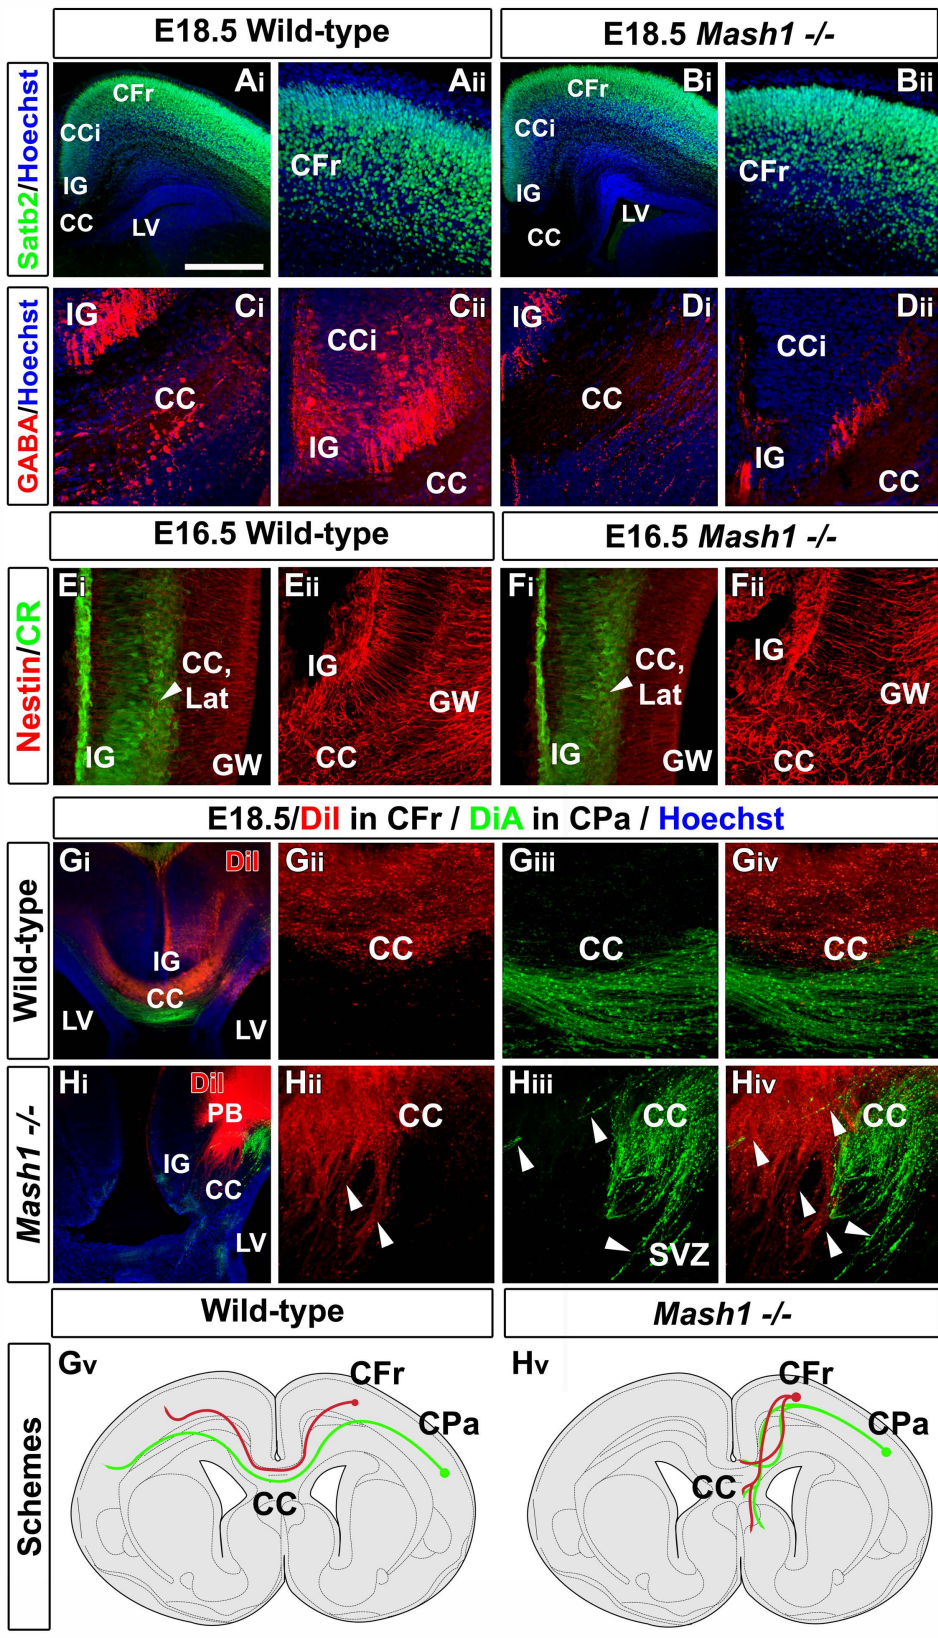 E18.5 Wild-type
E18.5 Mash1 -/-
Satb2/Hoechst
Ai
CFr
CCi
IG
CC
LV
Aii
CFr
Bi
CFr
CCi
IG
CC
LV
Bii
CFr
GABA/Hoechst
Ci
IG
CC
Cii
CCi
IG
CC
Di
IG
CC
Dii
CCi
IG
CC
E16.5 Wild-type
E16.5 Mash1 -/-
Nestin/CR
Ei
CC,
Lat
IG
GW
Eii
IG
GW
CC
Fi
CC,
Lat
IG
GW
Fii
IG
GW
CC
E18.5/DiI in CFr / DiA in CPa / Hoechst
Wild-type
Gi
DiI
IG
CC
LV
LV
Gii
CC
Giii
CC
Giv
CC
Mash1 -/-
Hi
DiI
PB
IG
CC
LV
Hii
CC
Hiii
CC
SVZ
Hiv
CC
Wild-type
Mash1 -/-
Schemes
Gv
CFr
CPa
CC
Hv
CFr
CPa
CC